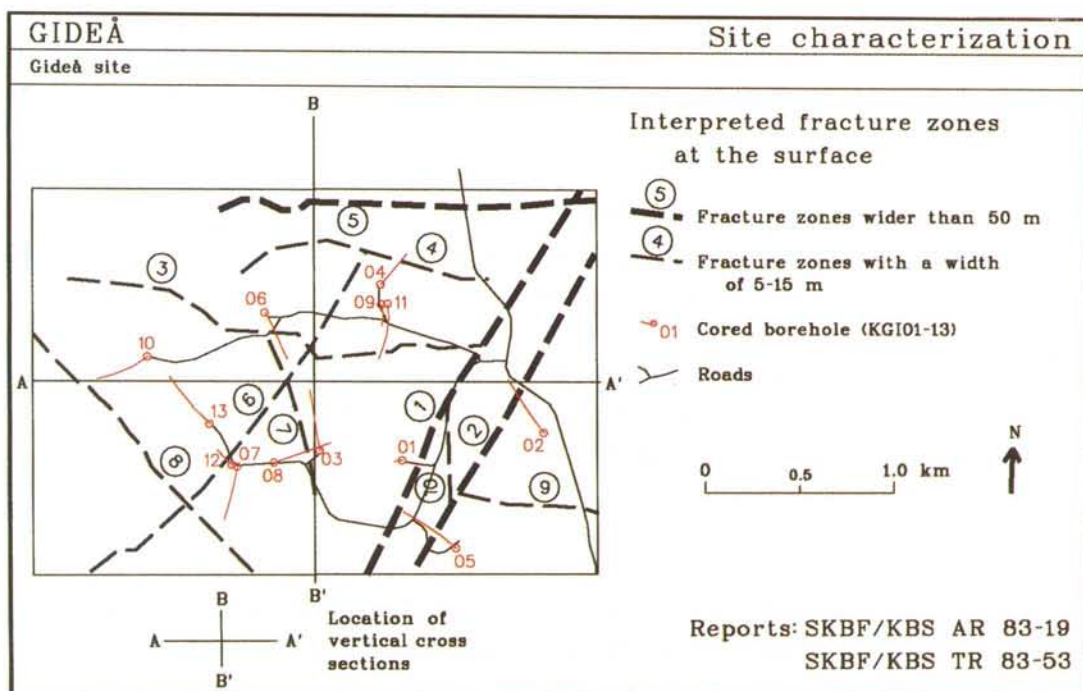 GIDEÅ
Site characterization
Gideå site
B
Interpreted fracture zones
at the surface
5
Fracture zones wider than 50 m
4
Fracture zones with a width
of 5-15 m
01 Cored borehole (KGI01-13)
Roads
5
4
3
04
09
11
06
10
A
A'
13
6
7
1
2
12
07
08
03
01
02
8
10
9
05
B'
0 0.5 1.0 km
N
B
A A'
B'
Location of
vertical cross
sections
Reports: SKBF/KBS AR 83-19
SKBF/KBS TR 83-53